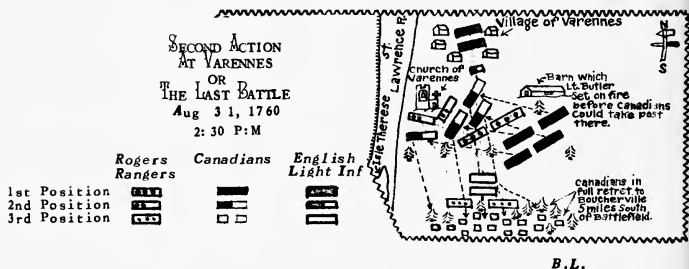 SECOND ACTION
AT VARENNES
OR
THE LAST BATTLE
Aug 31, 1760
2:30 P:M
Rogers
Rangers
Canadians
English
Light Inf
1st Position
2nd Position
3rd Position
Isle Therese
St.
Lawrence R.
Village of Varennes
N
S
Church of
Varennes
Barn which
Lt. Butler
Set on fire
before Canadians
Could take post
there.
Canadians in
full retret to
Boucherville
5 miles South
of Battlefield.
B.L.